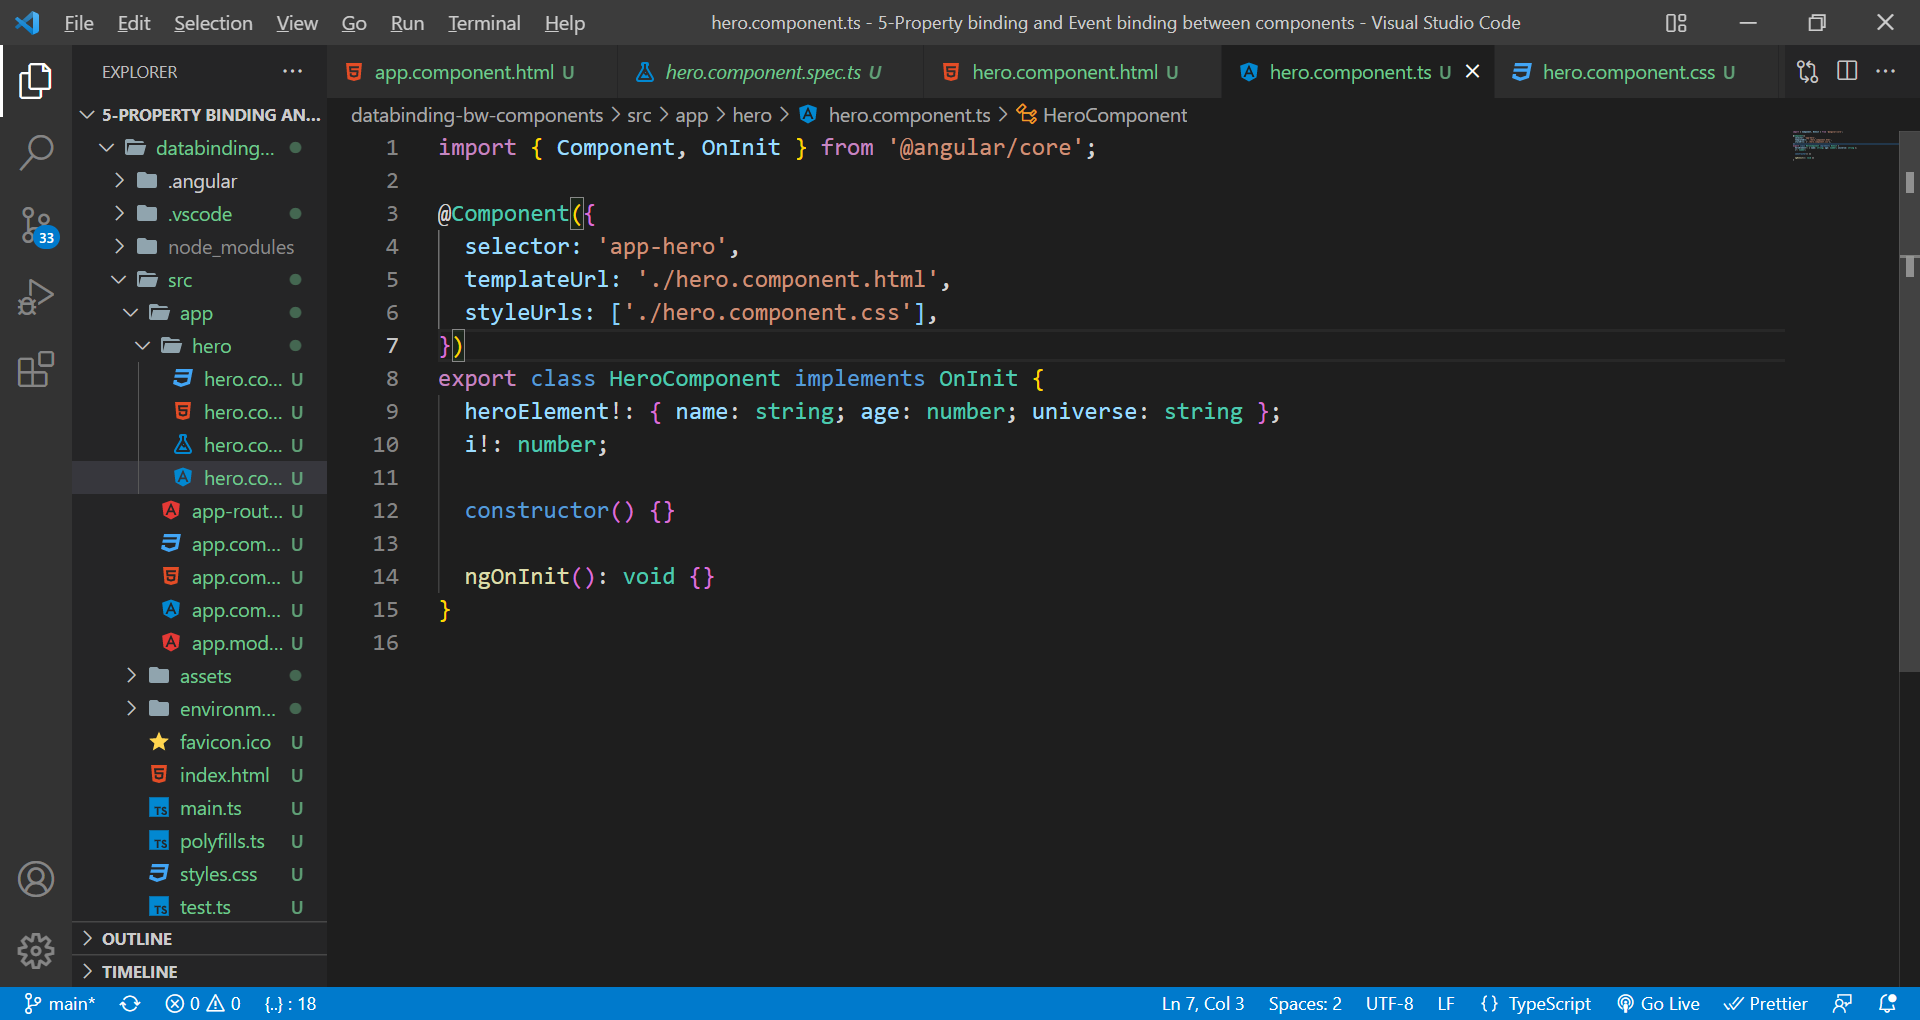 File Edit Selection View Go Run Terminal Help hero.component.ts - 5-Property binding and Event binding between components - Visual Studio Code
EXPLORER
app.component.html U hero.component.spec.ts U hero.component.html U hero.component.ts U hero.component.css U
5-PROPERTY BINDING AN...
databinding-bw-components > src > app > hero > hero.component.ts > HeroComponent
databinding...
.angular
.vscode
node_modules
src
app
hero
hero.co... U
hero.co... U
hero.co... U
hero.co... U
app-rout... U
app.com... U
app.com... U
app.com... U
app.mod... U
assets
environm...
favicon.ico U
index.html U
main.ts U
polyfills.ts U
styles.css U
test.ts U
OUTLINE
TIMELINE
33
1 import { Component, OnInit } from '@angular/core';
2
3 @Component({
4 selector: 'app-hero',
5 templateUrl: './hero.component.html',
6 styleUrls: ['./hero.component.css'],
7 })
8 export class HeroComponent implements OnInit {
9 heroElement!: { name: string; age: number; universe: string };
10 i!: number;
11
12 constructor() {}
13
14 ngOnInit(): void {}
15 }
16
main* 0 0 {..} : 18 Ln 7, Col 3 Spaces: 2 UTF-8 LF {} TypeScript Go Live Prettier